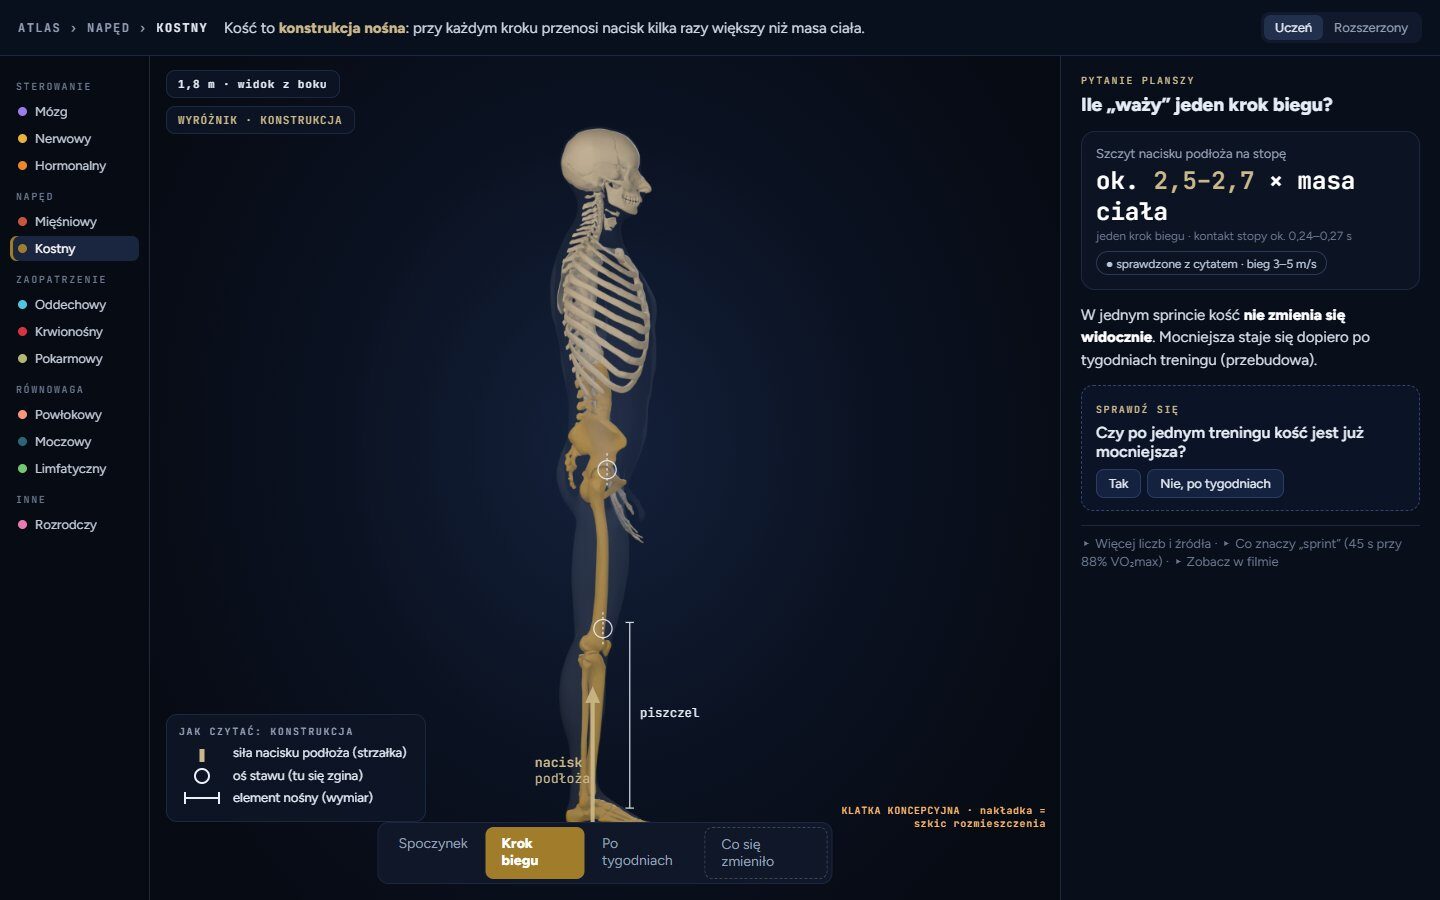 ATLAS › NAPĘD › KOSTNY
Kość to konstrukcja nośna: przy każdym kroku przenosi nacisk kilka razy większy niż masa ciała.
Uczeń
Rozszerzony
STEROWANIE
Mózg
Nerwowy
Hormonalny
NAPĘD
Mięśniowy
Kostny
ZAOPATRZENIE
Oddechowy
Krwionośny
Pokarmowy
RÓWNOWAGA
Powłokowy
Moczowy
Limfatyczny
INNE
Rozrodczy
1,8 m · widok z boku
WYRÓŻNIK · KONSTRUKCJA
piszczel
nacisk
podłoża
JAK CZYTAĆ: KONSTRUKCJA
siła nacisku podłoża (strzałka)
oś stawu (tu się zgina)
element nośny (wymiar)
KLATKA KONCEPCYJNA · nakładka =
szkic rozmieszczenia
Spoczynek
Krok
biegu
Po
tygodniach
Co się
zmieniło
PYTANIE PLANSZY
Ile „waży” jeden krok biegu?
Szczyt nacisku podłoża na stopę
ok. 2,5–2,7 × masa
ciała
jeden krok biegu · kontakt stopy ok. 0,24–0,27 s
● sprawdzone z cytatem · bieg 3–5 m/s
W jednym sprincie kość nie zmienia się
widocznie. Mocniejsza staje się dopiero po
tygodniach treningu (przebudowa).
SPRAWDŹ SIĘ
Czy po jednym treningu kość jest już
mocniejsza?
Tak
Nie, po tygodniach
▸ Więcej liczb i źródła · ▸ Co znaczy „sprint” (45 s przy
88% VO₂max) · ▸ Zobacz w filmie